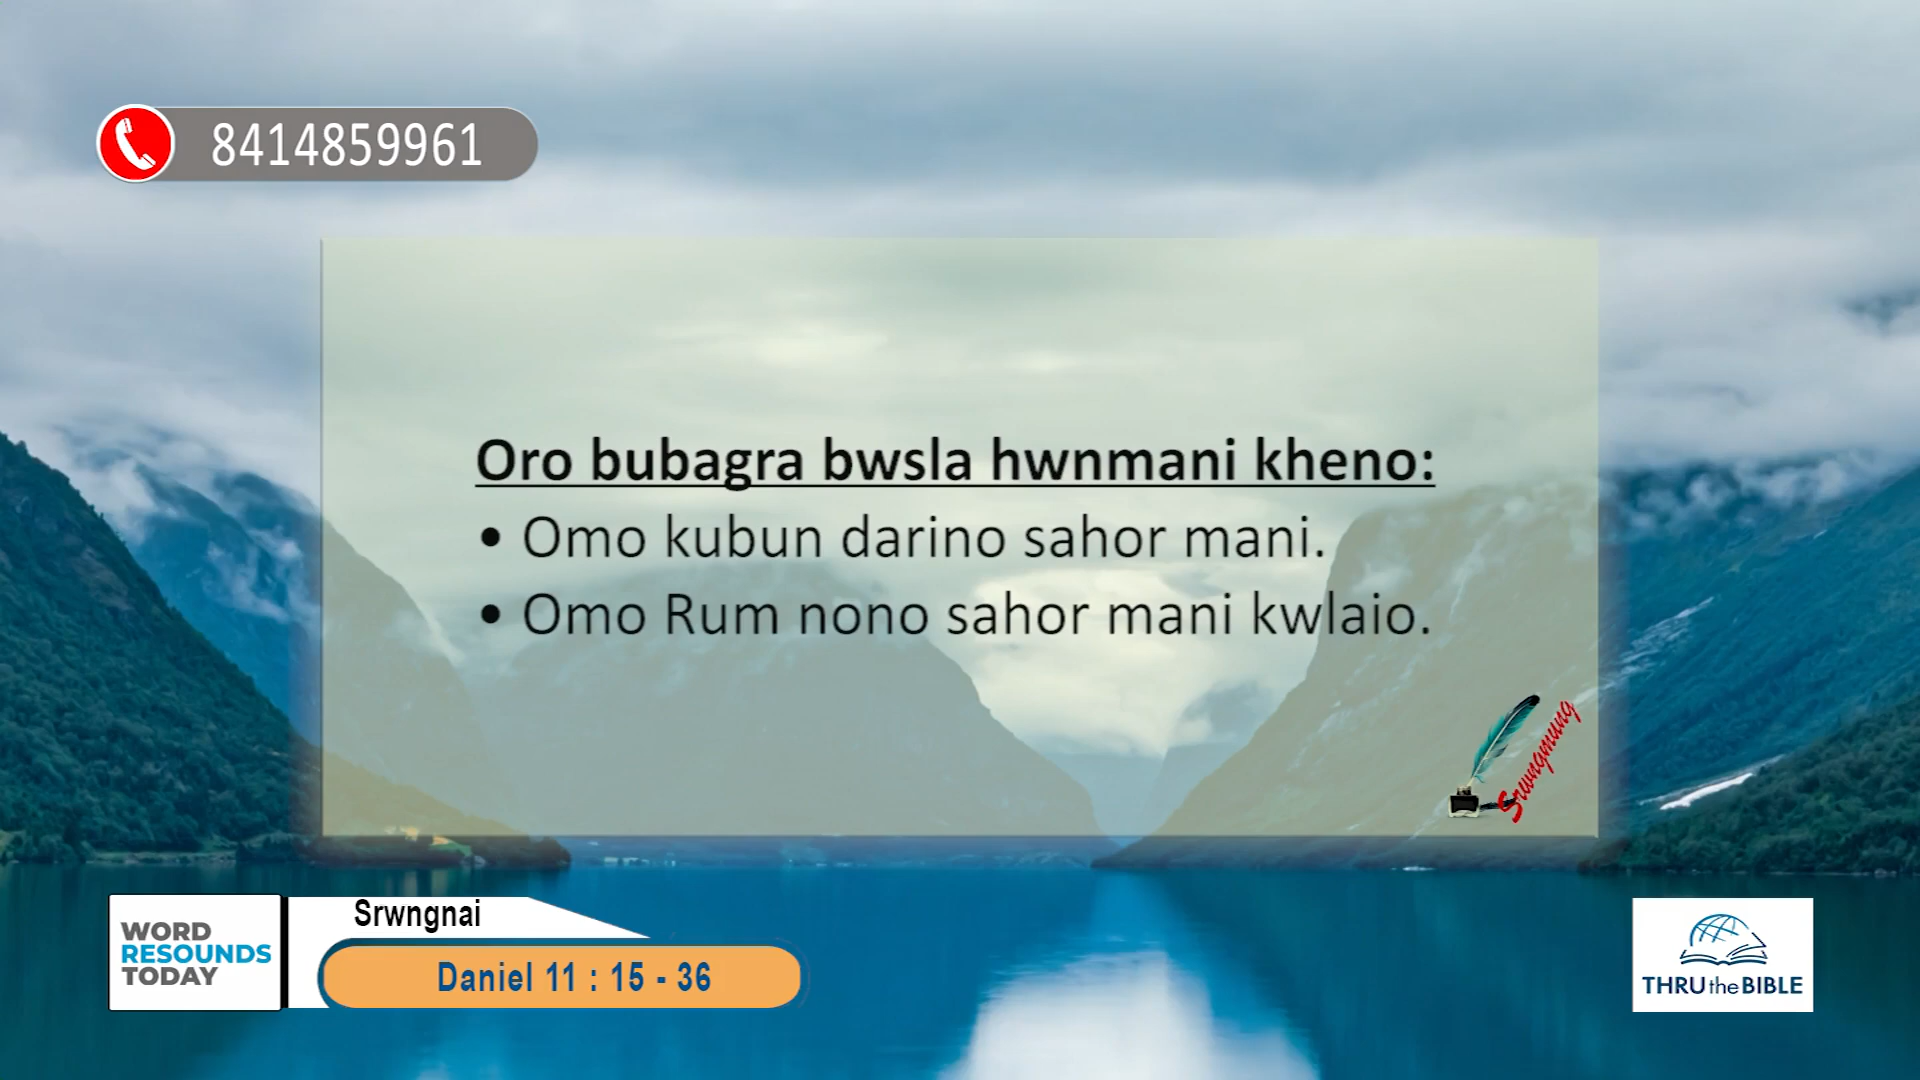 8414859961
Oro bubagra bwsla hwnmani kheno:
• Omo kubun darino sahor mani.
• Omo Rum nono sahor mani kwlaio.
Srwngmung
WORD
RESOUNDS
TODAY
Srwngnai
Daniel 11 : 15 - 36
THRU the BIBLE